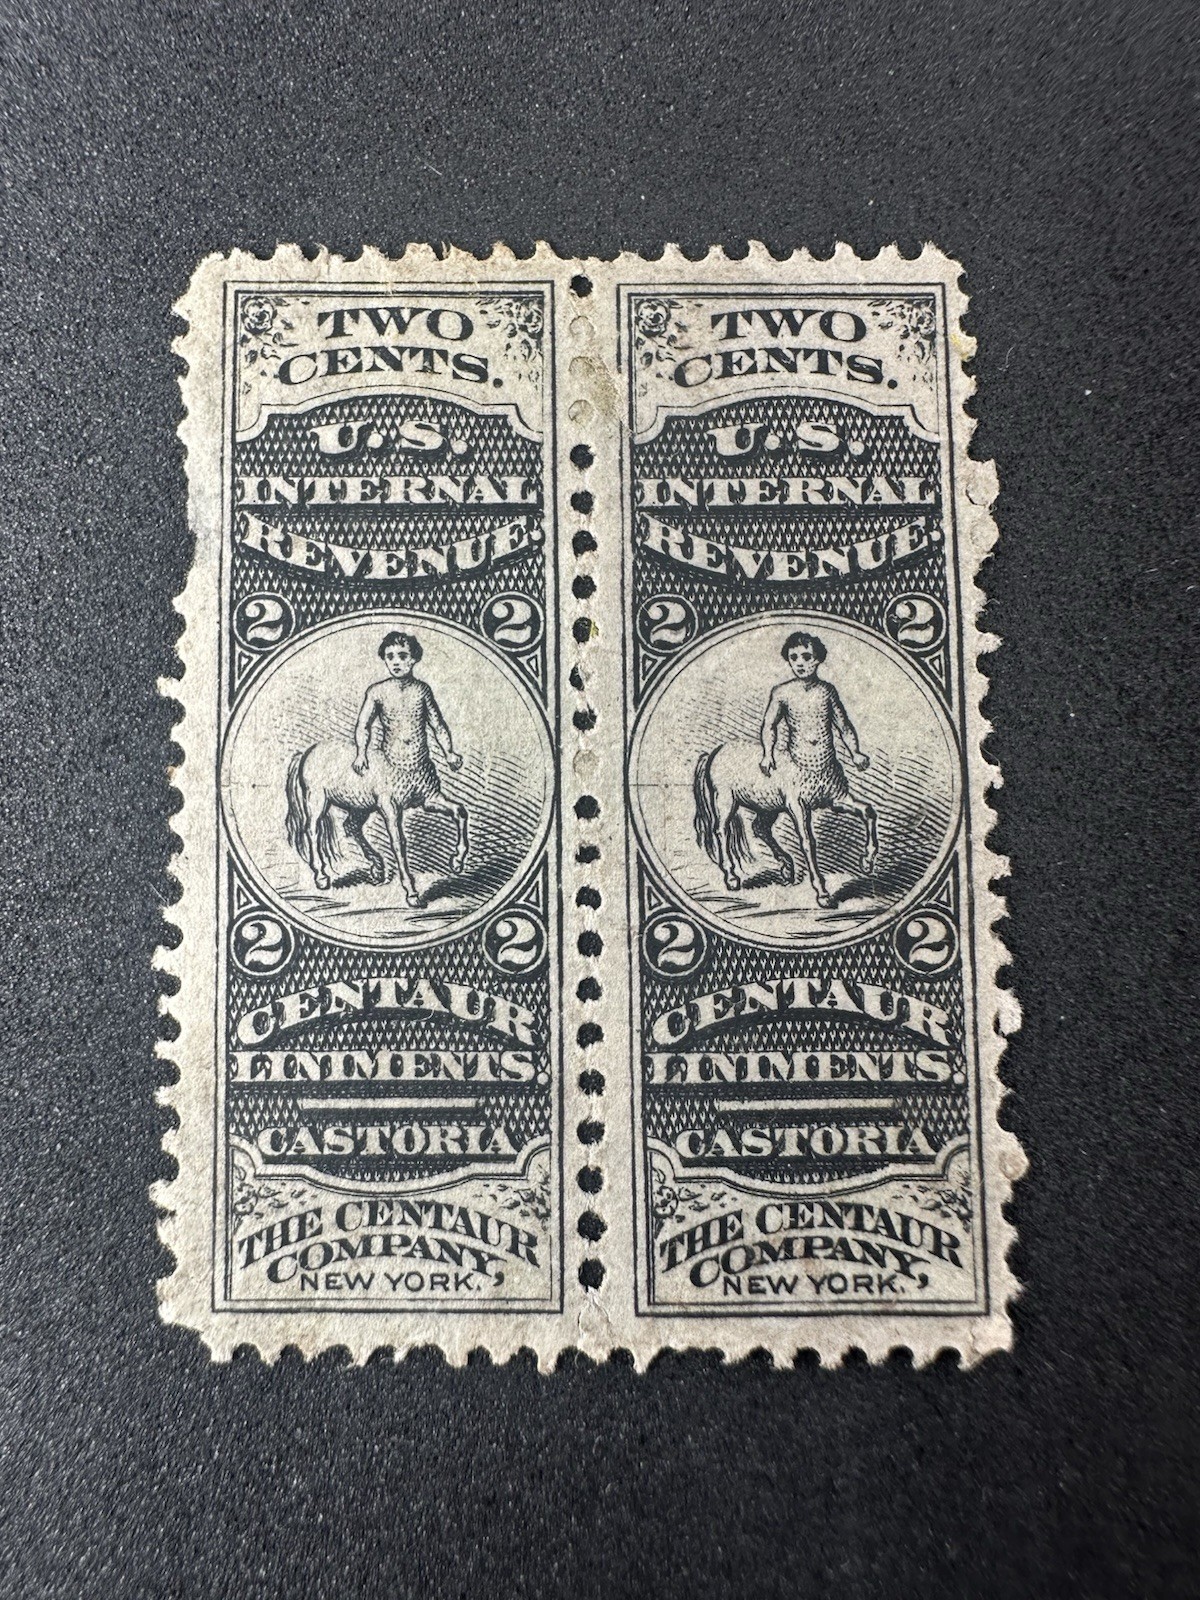 TWO
CENTS.
U.S.
INTERNAL
REVENUE.
2 2
2 2
CENTAUR
LINIMENTS.
CASTORIA
THE CENTAUR
COMPANY,
NEW YORK.
TWO
CENTS.
U.S.
INTERNAL
REVENUE.
2 2
2 2
CENTAUR
LINIMENTS.
CASTORIA
THE CENTAUR
COMPANY,
NEW YORK.